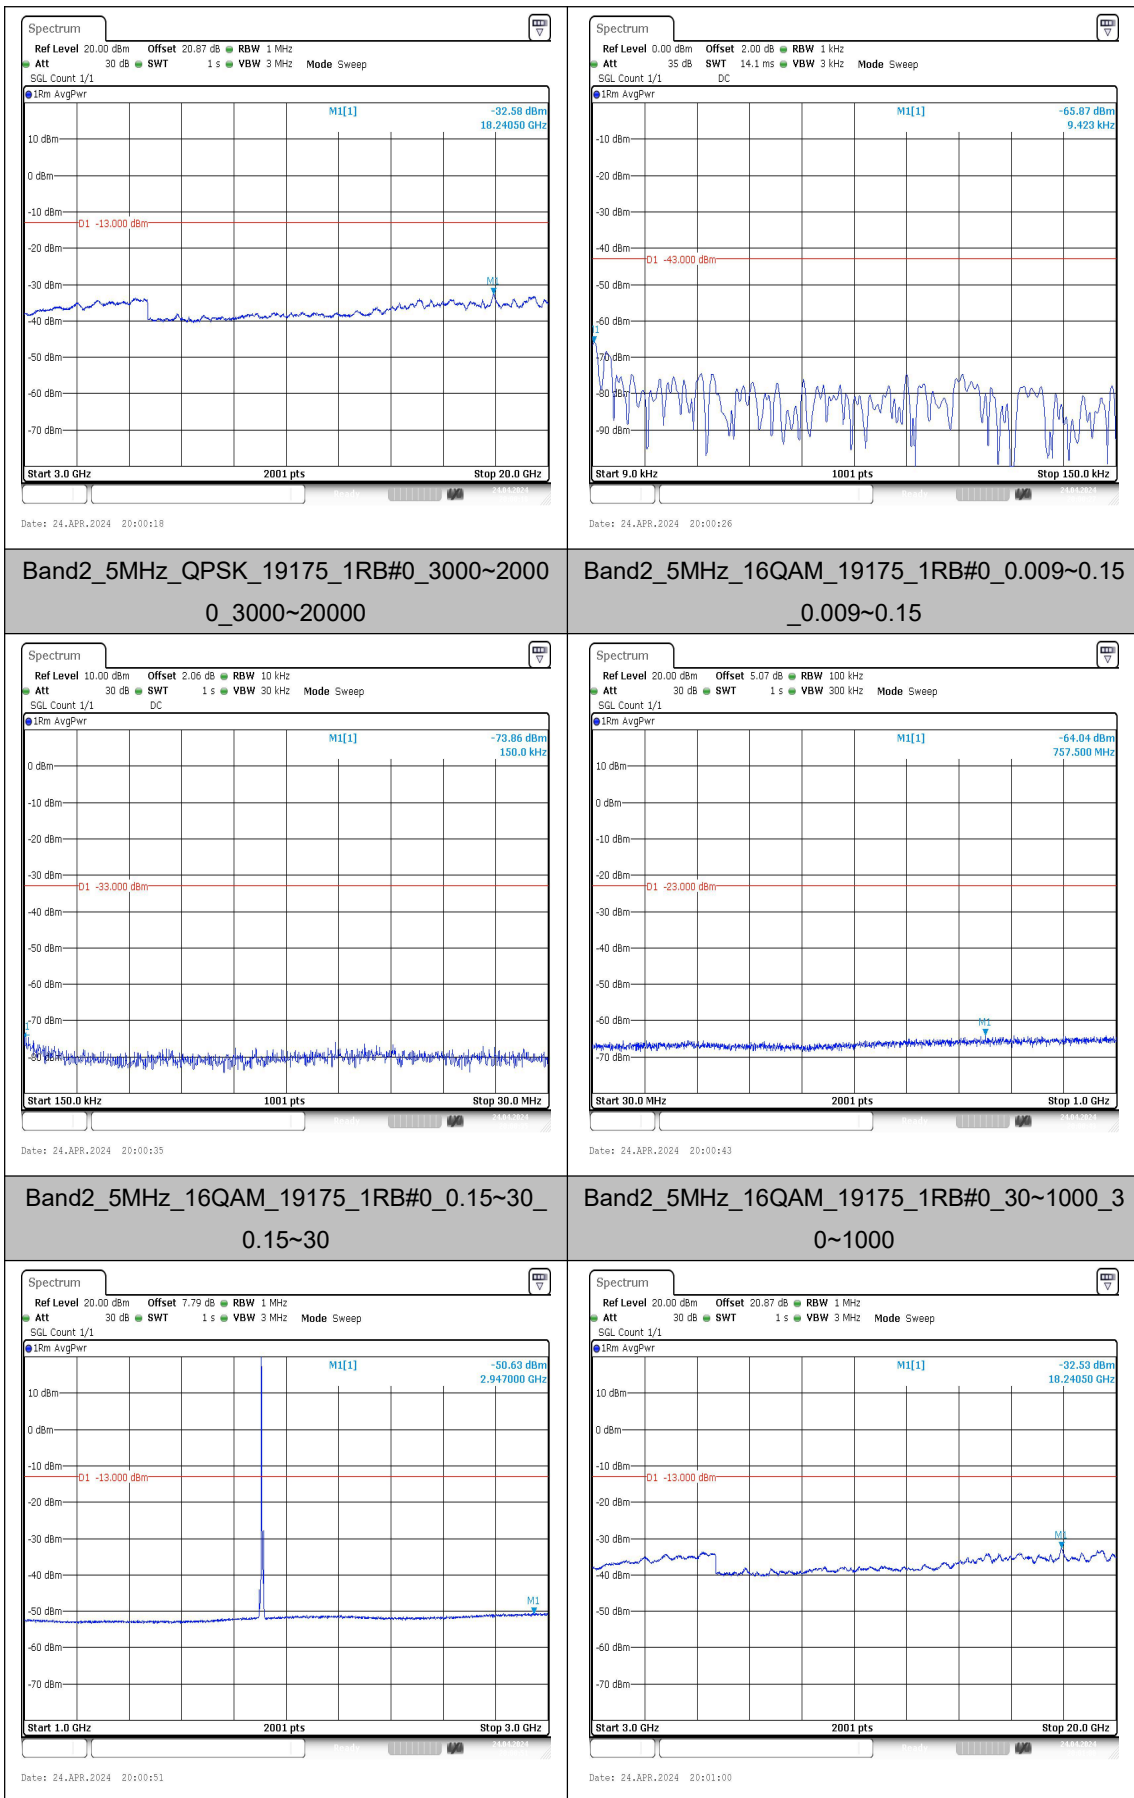 Spectrum
Ref Level 20.00 dBm Offset 20.87 dB RBW 1 MHz
Att 30 dB SWT 1 s VBW 3 MHz Mode Sweep
SGL Count 1/1
1Rm AvgPwr
M1[1] -32.58 dBm
18.24050 GHz
10 dBm
0 dBm
-10 dBm
D1 -13.000 dBm
-20 dBm
-30 dBm
M1
-40 dBm
-50 dBm
-60 dBm
-70 dBm
Start 3.0 GHz 2001 pts Stop 20.0 GHz
Date: 24.APR.2024 20:00:18
Spectrum
Ref Level 0.00 dBm Offset 2.00 dB RBW 1 kHz
Att 35 dB SWT 14.1 ms VBW 3 kHz Mode Sweep
SGL Count 1/1 DC
1Rm AvgPwr
M1[1] -65.87 dBm
9.423 kHz
-10 dBm
-20 dBm
-30 dBm
-40 dBm
D1 -43.000 dBm
-50 dBm
-60 dBm
-70 dBm
-80 dBm
-90 dBm
Start 9.0 kHz 1001 pts Stop 150.0 kHz
Date: 24.APR.2024 20:00:26
Band2_5MHz_QPSK_19175_1RB#0_3000~2000
0_3000~20000
Band2_5MHz_16QAM_19175_1RB#0_0.009~0.15
_0.009~0.15
Spectrum
Ref Level 10.00 dBm Offset 2.06 dB RBW 10 kHz
Att 30 dB SWT 1 s VBW 30 kHz Mode Sweep
SGL Count 1/1 DC
1Rm AvgPwr
M1[1] -73.86 dBm
150.0 kHz
0 dBm
-10 dBm
-20 dBm
-30 dBm
D1 -33.000 dBm
-40 dBm
-50 dBm
-60 dBm
-70 dBm
-80 dBm
Start 150.0 kHz 1001 pts Stop 30.0 MHz
Date: 24.APR.2024 20:00:35
Spectrum
Ref Level 20.00 dBm Offset 5.07 dB RBW 100 kHz
Att 30 dB SWT 1 s VBW 300 kHz Mode Sweep
SGL Count 1/1
1Rm AvgPwr
M1[1] -64.04 dBm
757.500 MHz
10 dBm
0 dBm
-10 dBm
-20 dBm
D1 -23.000 dBm
-30 dBm
-40 dBm
-50 dBm
-60 dBm
M1
-70 dBm
Start 30.0 MHz 2001 pts Stop 1.0 GHz
Date: 24.APR.2024 20:00:43
Band2_5MHz_16QAM_19175_1RB#0_0.15~30_
0.15~30
Band2_5MHz_16QAM_19175_1RB#0_30~1000_3
0~1000
Spectrum
Ref Level 20.00 dBm Offset 7.79 dB RBW 1 MHz
Att 30 dB SWT 1 s VBW 3 MHz Mode Sweep
SGL Count 1/1
1Rm AvgPwr
M1[1] -50.63 dBm
2.947000 GHz
10 dBm
0 dBm
-10 dBm
D1 -13.000 dBm
-20 dBm
-30 dBm
-40 dBm
-50 dBm
M1
-60 dBm
-70 dBm
Start 1.0 GHz 2001 pts Stop 3.0 GHz
Date: 24.APR.2024 20:00:51
Spectrum
Ref Level 20.00 dBm Offset 20.87 dB RBW 1 MHz
Att 30 dB SWT 1 s VBW 3 MHz Mode Sweep
SGL Count 1/1
1Rm AvgPwr
M1[1] -32.53 dBm
18.24050 GHz
10 dBm
0 dBm
-10 dBm
D1 -13.000 dBm
-20 dBm
-30 dBm
M1
-40 dBm
-50 dBm
-60 dBm
-70 dBm
Start 3.0 GHz 2001 pts Stop 20.0 GHz
Date: 24.APR.2024 20:01:00